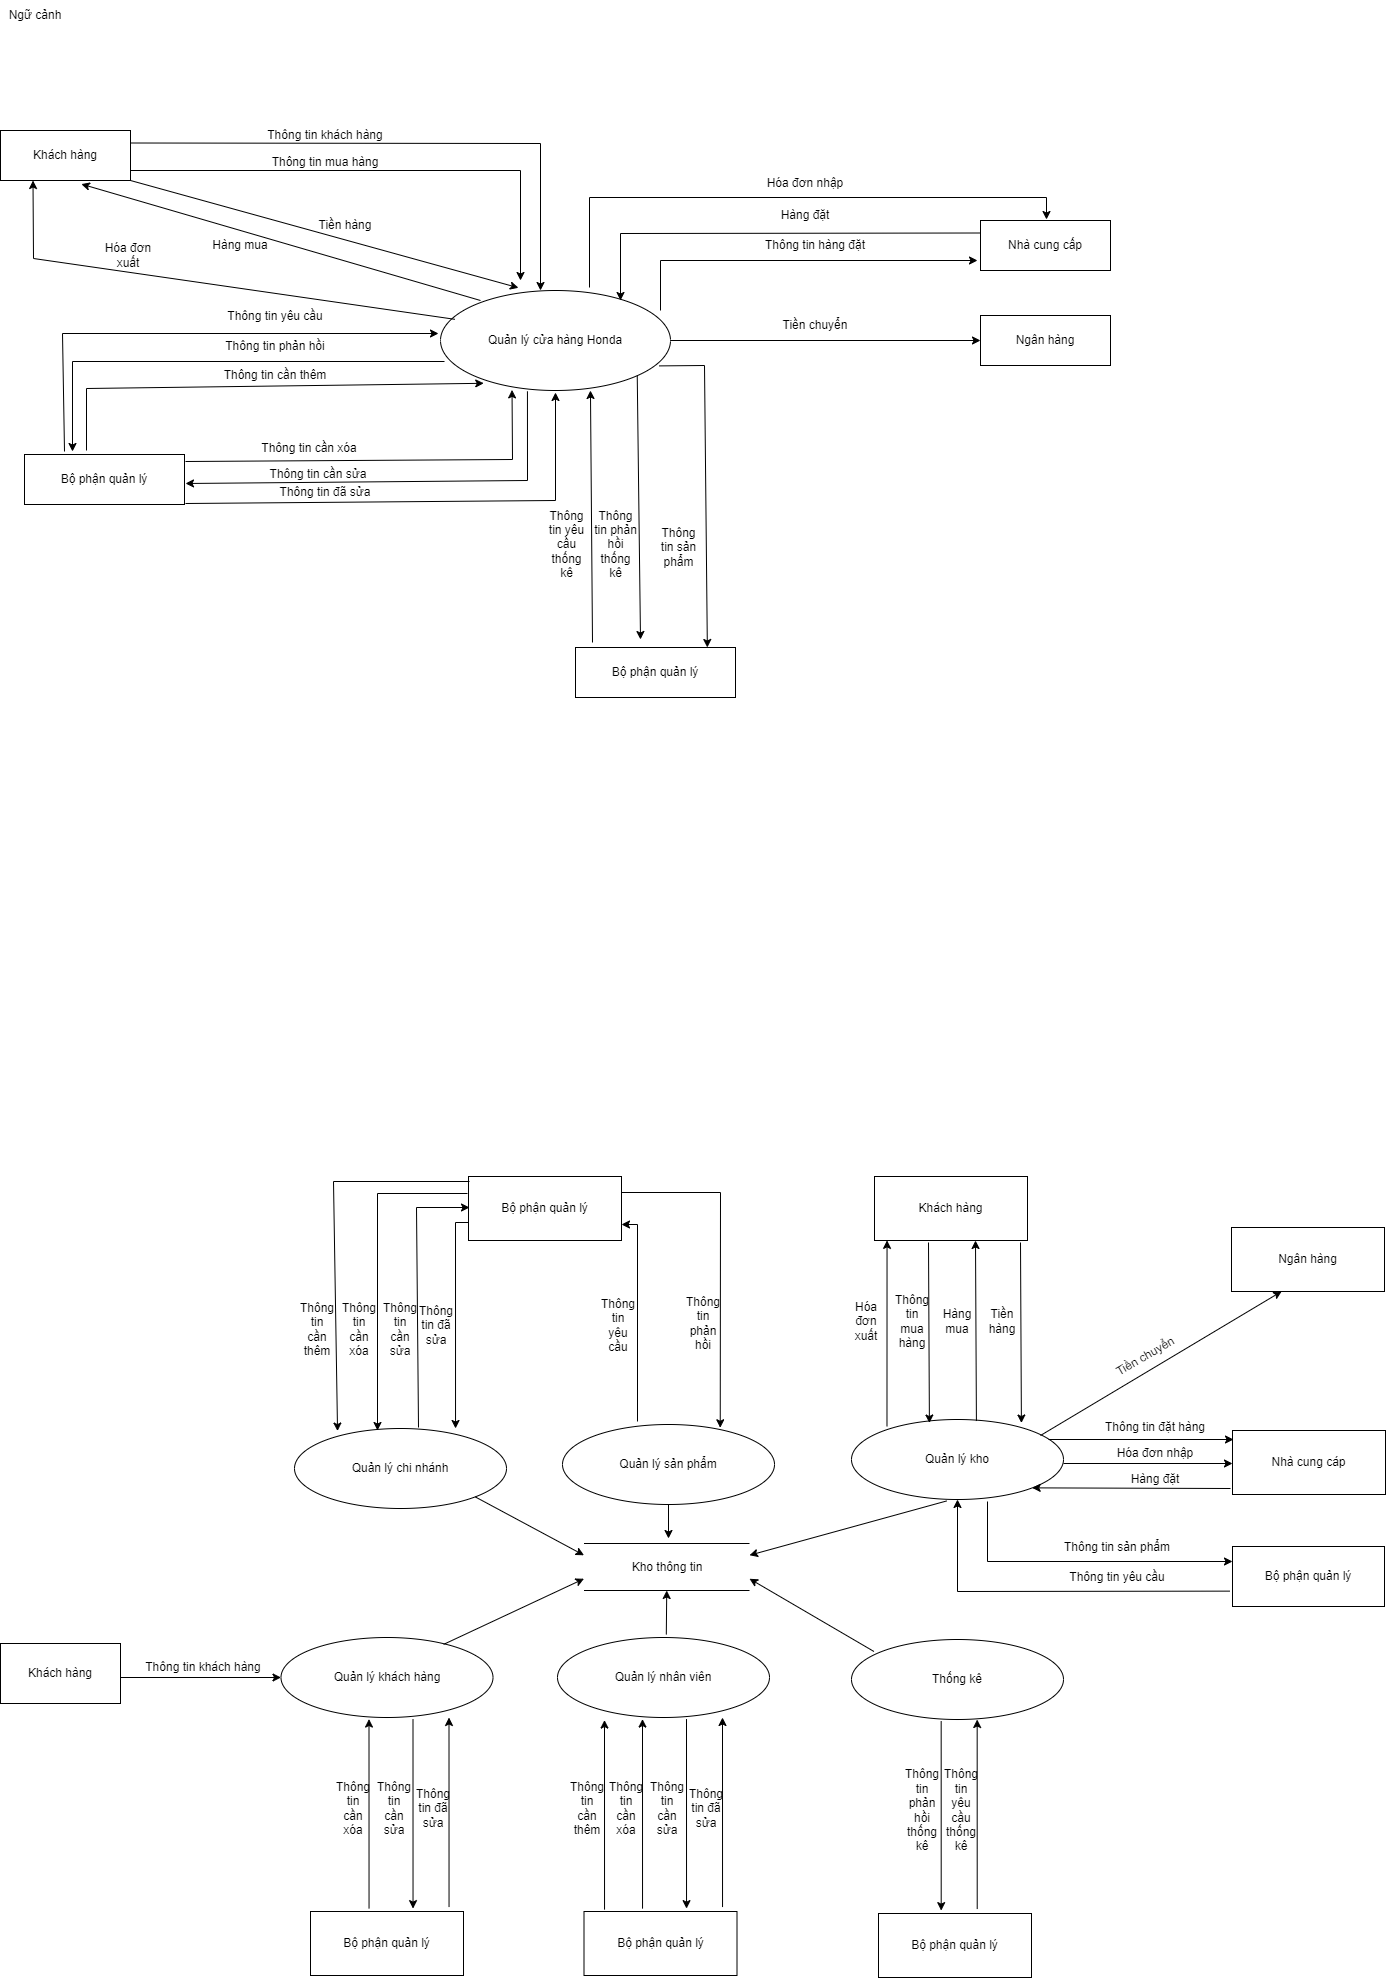 Ngữ cảnh
Thông tin khách hàng
Khách hàng
Thông tin mua hàng
Hóa đơn nhập
Hàng đặt
Tiền hàng
Hàng mua
Hóa đơn
xuất
Thông tin hàng đặt
Nhà cung cấp
Thông tin yêu cầu
Tiền chuyển
Quản lý cửa hàng Honda
Ngân hàng
Thông tin phản hồi
Thông tin cần thêm
Thông tin cần xóa
Thông tin cần sửa
Bộ phận quản lý
Thông tin đã sửa
Thông
tin yêu
cầu
thống
kê
Thông
tin phản
hồi
thống
kê
Thông
tin sản
phẩm
Bộ phận quản lý
Bộ phận quản lý
Khách hàng
Ngân hàng
Thông
tin
cần
thêm
Thông
tin
cần
xóa
Thông
tin
cần
sửa
Thông
tin đã
sửa
Thông
tin
yêu
cầu
Thông
tin
phản
hồi
Hóa
đơn
xuất
Thông
tin
mua
hàng
Hàng
mua
Tiền
hàng
Tiền chuyển
Thông tin đặt hàng
Quản lý chi nhánh
Quản lý sản phẩm
Quản lý kho
Hóa đơn nhập
Nhà cung cáp
Hàng đặt
Thông tin sản phẩm
Kho thông tin
Thông tin yêu cầu
Bộ phận quản lý
Khách hàng
Thông tin khách hàng
Quản lý khách hàng
Quản lý nhân viên
Thống kê
Thông
tin
cần
xóa
Thông
tin
cần
sửa
Thông
tin đã
sửa
Thông
tin
cần
thêm
Thông
tin
cần
xóa
Thông
tin
cần
sửa
Thông
tin đã
sửa
Thông
tin
phản
hồi
thống
kê
Thông
tin
yêu
cầu
thống
kê
Bộ phận quản lý
Bộ phận quản lý
Bộ phận quản lý